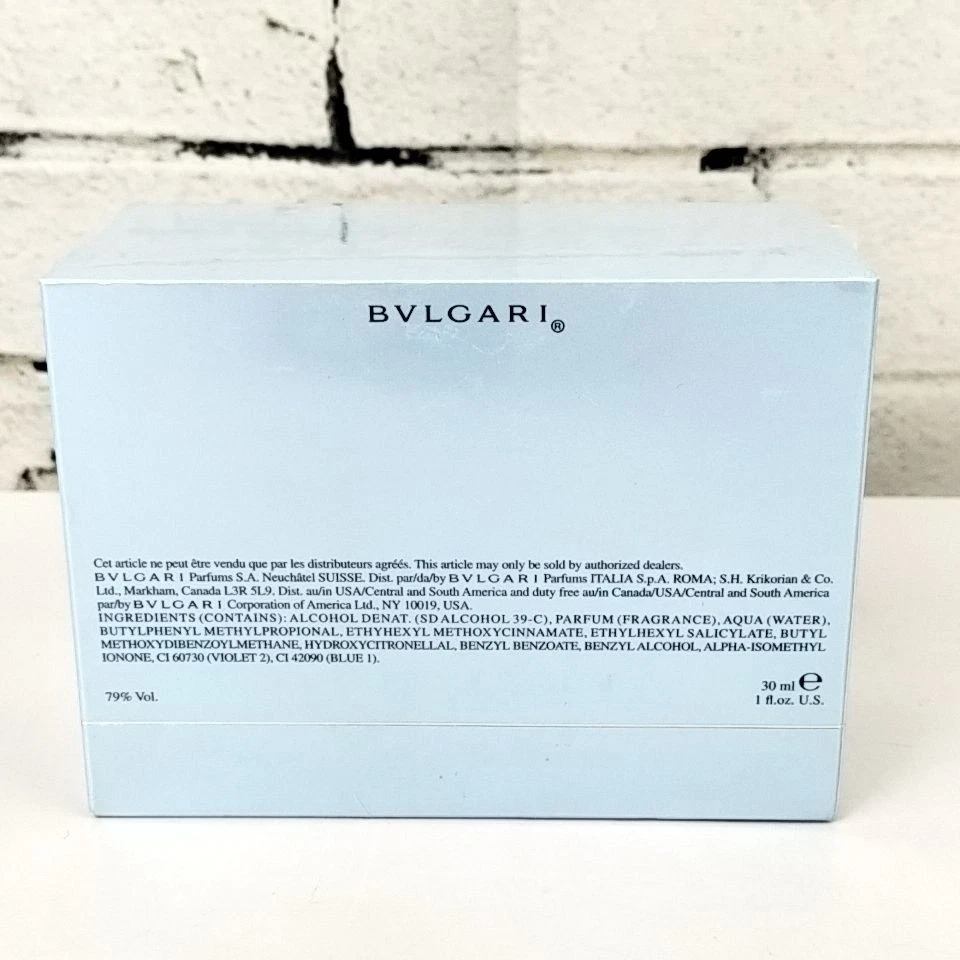 BVLGARI®
Cet article ne peut être vendu que par les distributeurs agréés. This article may only be sold by authorized dealers.
BVLGARI Parfums S.A. Neuchâtel SUISSE. Dist. par/da/by BVLGARI Parfums ITALIA S.p.A. ROMA; S.H. Krikorian & Co.
Ltd., Markham, Canada L3R 5L9. Dist. au/in USA/Central and South America and duty free au/in Canada/USA/Central and South America
par/by BVLGARI Corporation of America Ltd., NY 10019, USA.
INGREDIENTS (CONTAINS): ALCOHOL DENAT. (SD ALCOHOL 39-C), PARFUM (FRAGRANCE), AQUA (WATER),
BUTYLPHENYL METHYLPROPIONAL, ETHYHEXYL METHOXYCINNAMATE, ETHYLHEXYL SALICYLATE, BUTYL
METHOXYDIBENZOYLMETHANE, HYDROXYCITRONELLAL, BENZYL BENZOATE, BENZYL ALCOHOL, ALPHA-ISOMETHYL
IONONE, CI 60730 (VIOLET 2), CI 42090 (BLUE 1).
79% Vol.
30 ml e
1 fl.oz. U.S.